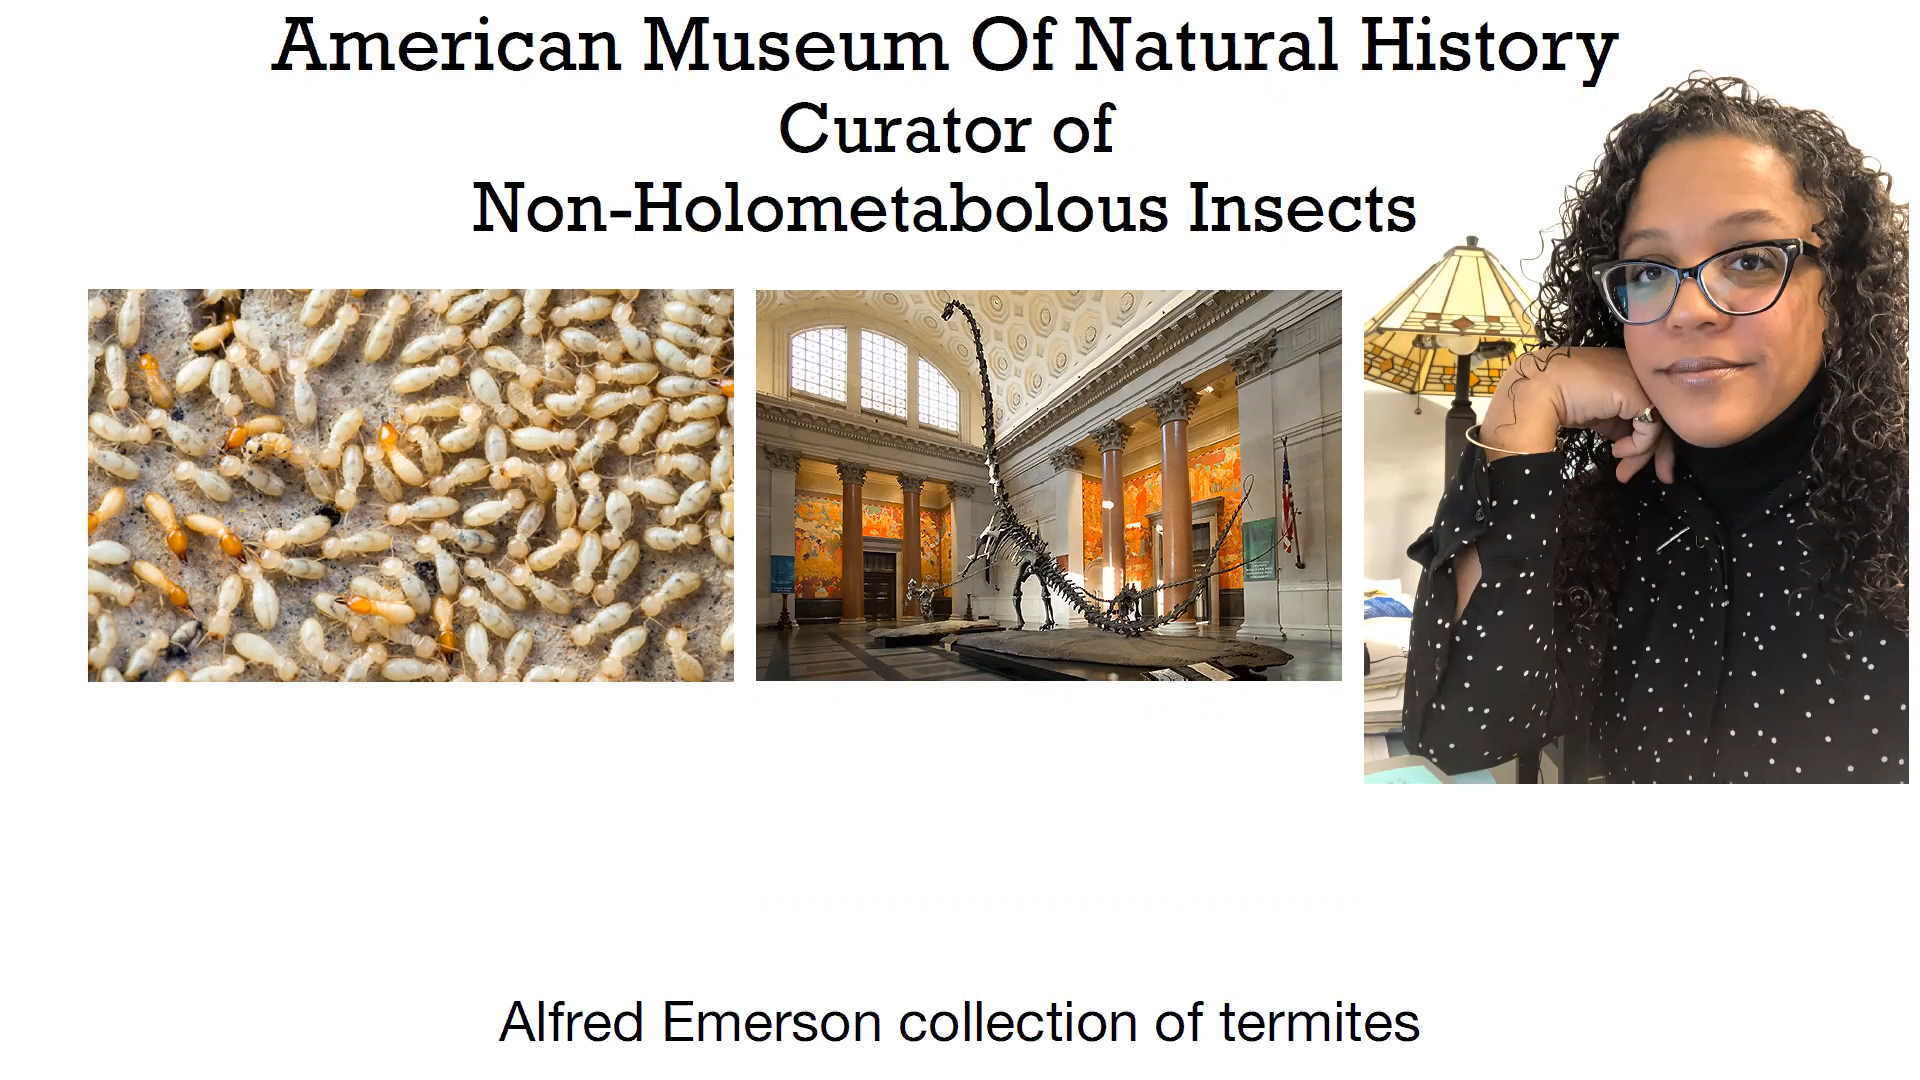 American Museum Of Natural History
Curator of
Non-Holometabolous Insects
Alfred Emerson collection of termites